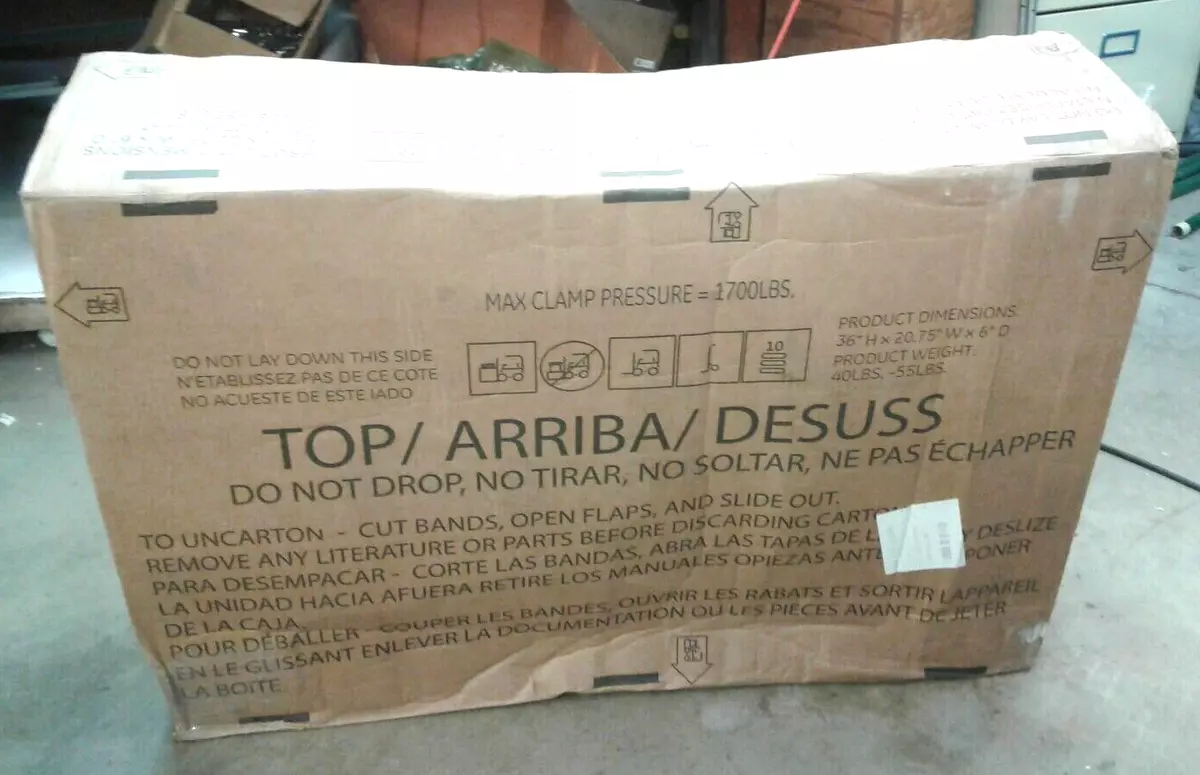 MAX CLAMP PRESSURE = 1700LBS.
DO NOT LAY DOWN THIS SIDE
N'ETABLISSEZ PAS DE CE COTE
NO ACUESTE DE ESTE IADO
10
PRODUCT DIMENSIONS:
36" H x 20.75" W x 6" D
PRODUCT WEIGHT:
40LBS. -55LBS.
TOP/ ARRIBA/ DESUSS
DO NOT DROP, NO TIRAR, NO SOLTAR, NE PAS ÉCHAPPER
TO UNCARTON - CUT BANDS, OPEN FLAPS, AND SLIDE OUT.
REMOVE ANY LITERATURE OR PARTS BEFORE DISCARDING
PARA DESEMPACAR - CORTE LAS BANDAS, ABRA LAS TAPAS DE Y DESLIZE
LA UNIDAD HACIA AFUERA RETIRE LOS MANUALES OPIEZAS
DE LA CAJA.
POUR DÉBALLER - COUPER LES BANDES, OUVRIR LES RABATS ET SORTIR L'APPAREIL
EN LE GLISSANT ENLEVER LA DOCUMENTATION OU LES PIÈCES AVANT DE JETER
LA BOITE.